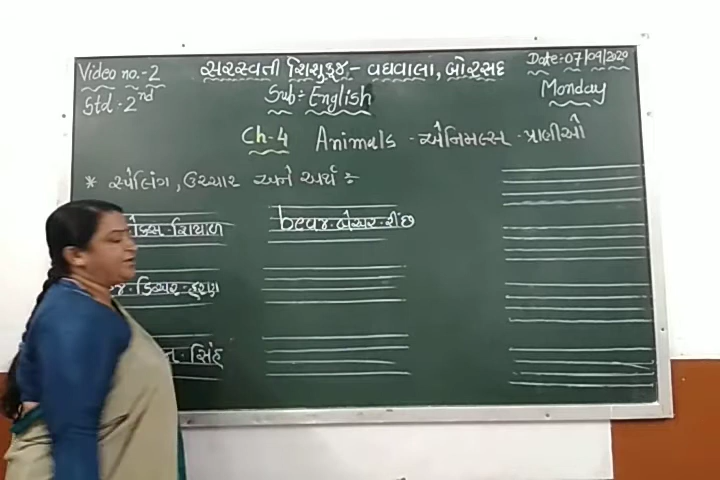 Video no.-2 સરસ્વતી શિશુકુંજ - વઘવાલા, બોરસદ Date:-07/09/2020
Std.-2nd Sub:- English Monday
Ch-4 Animals - એનિમલ્સ - પ્રાણીઓ
* સ્પેલિંગ, ઉચ્ચાર અને અર્થ :-
ફોક્સ - શિયાળ bear - બેઅર - રીંછ
ડિઅર - હરણ
સિંહ